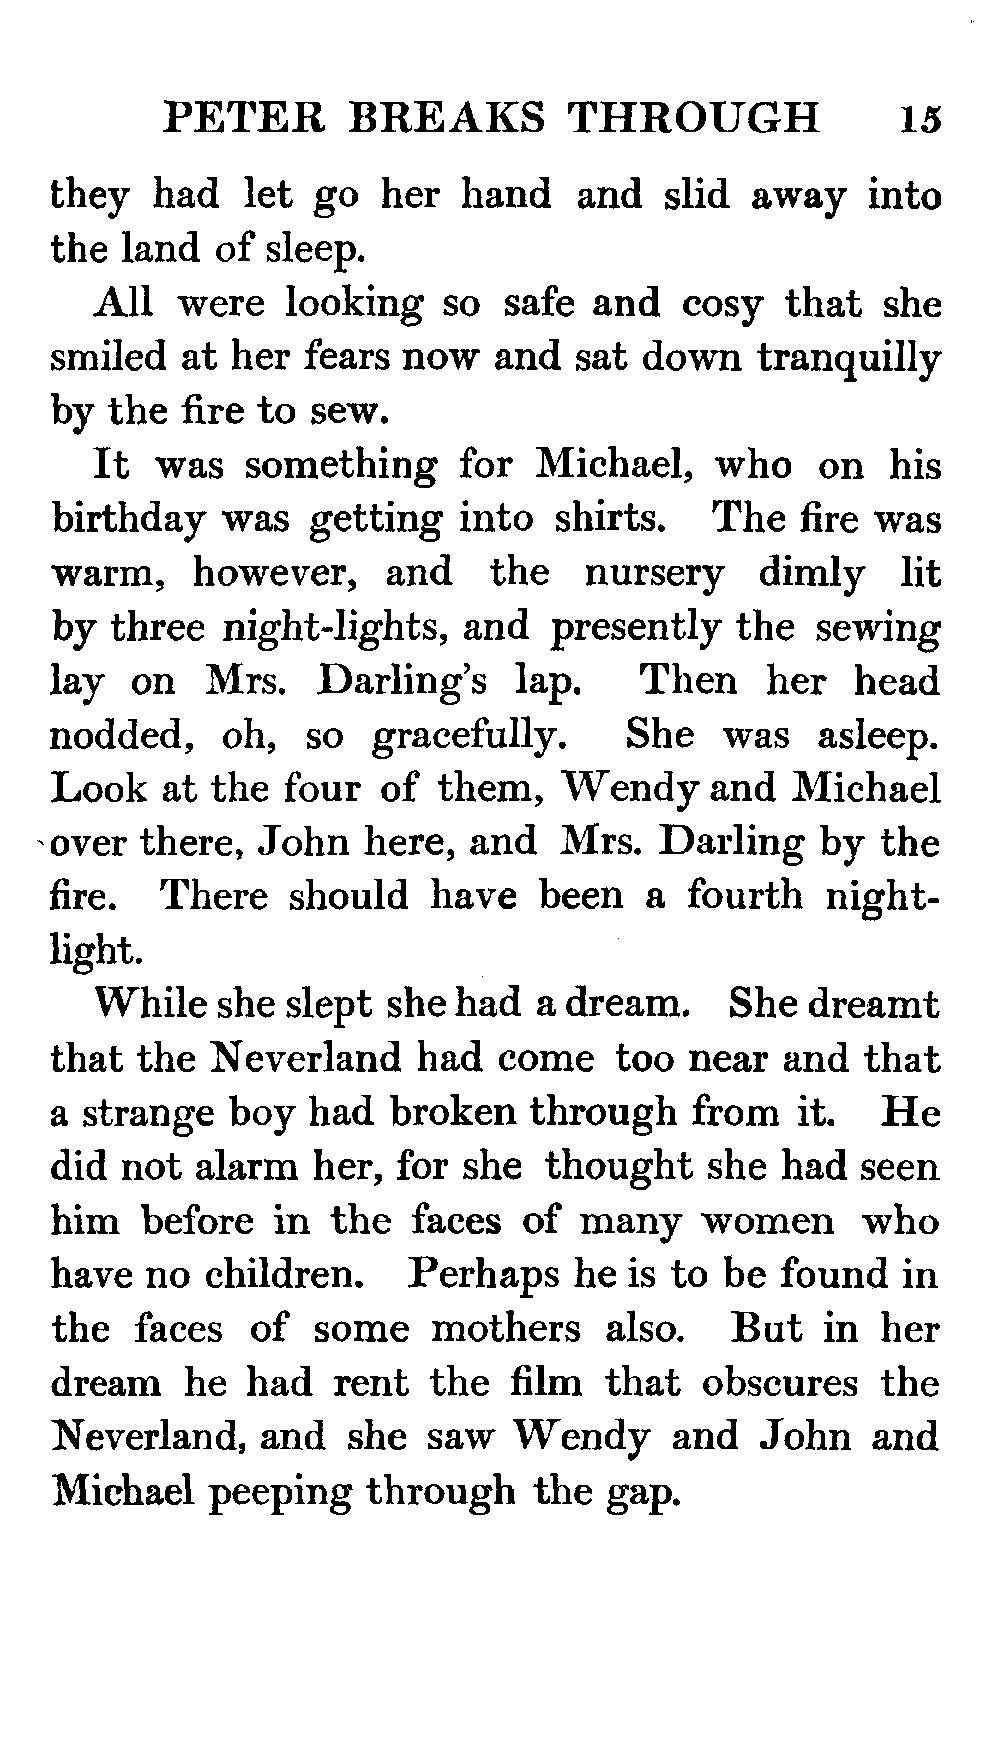 PETER BREAKS THROUGH 15
they had let go her hand and slid away into
the land of sleep.
All were looking so safe and cosy that she
smiled at her fears now and sat down tranquilly
by the fire to sew.
It was something for Michael, who on his
birthday was getting into shirts. The fire was
warm, however, and the nursery dimly lit
by three night-lights, and presently the sewing
lay on Mrs. Darling's lap. Then her head
nodded, oh, so gracefully. She was asleep.
Look at the four of them, Wendy and Michael
over there, John here, and Mrs. Darling by the
fire. There should have been a fourth night-
light.
While she slept she had a dream. She dreamt
that the Neverland had come too near and that
a strange boy had broken through from it. He
did not alarm her, for she thought she had seen
him before in the faces of many women who
have no children. Perhaps he is to be found in
the faces of some mothers also. But in her
dream he had rent the film that obscures the
Neverland, and she saw Wendy and John and
Michael peeping through the gap.